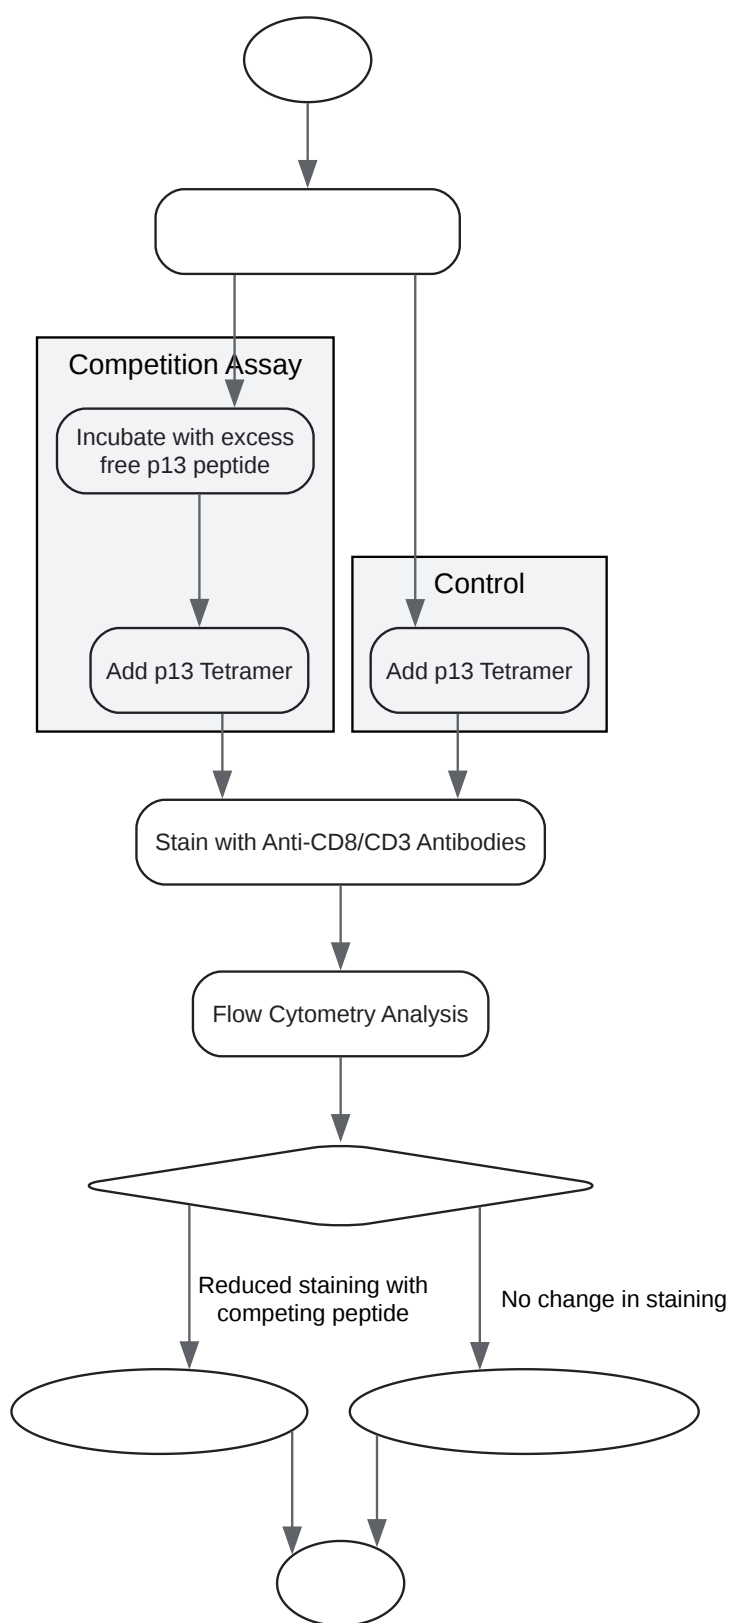 Competition Assay
Incubate with excess
free p13 peptide
Control
Add p13 Tetramer
Add p13 Tetramer
Stain with Anti-CD8/CD3 Antibodies
Flow Cytometry Analysis
Reduced staining with
competing peptide
No change in staining